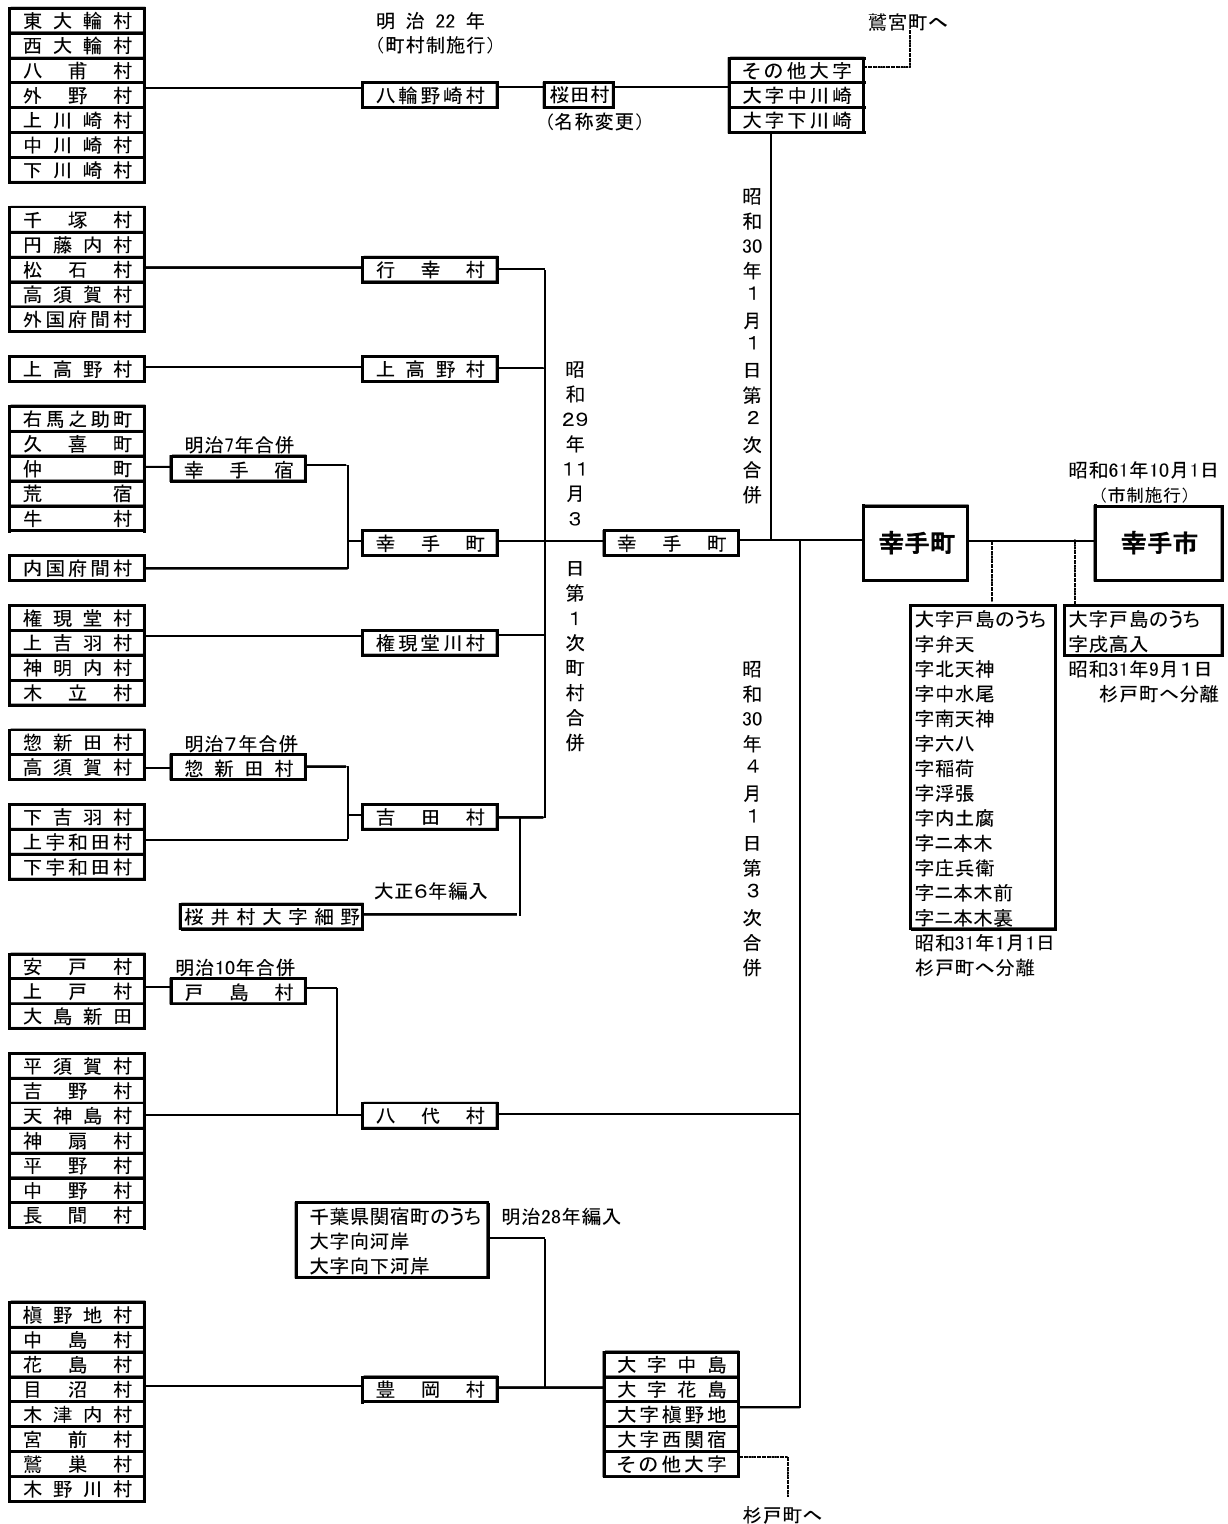 東大輪村
西大輪村
八甫村
外野村
上川崎村
中川崎村
下川崎村
明治22年
（町村制施行）
八輪野崎村
桜田村
（名称変更）
鷲宮町へ
その他大字
大字中川崎
大字下川崎
千塚村
円藤内村
松石村
高須賀村
外国府間村
行幸村
上高野村
上高野村
右馬之助町
久喜町
仲町
荒宿
牛村
明治7年合併
幸手宿
内国府間村
幸手町
昭和29年11月3日第1次町村合併
幸手町
昭和30年1月1日第2次合併
幸手町
昭和61年10月1日
（市制施行）
幸手市
権現堂村
上吉羽村
神明内村
木立村
権現堂川村
惣新田村
高須賀村
明治7年合併
惣新田村
下吉羽村
上宇和田村
下宇和田村
吉田村
大正6年編入
桜井村大字細野
昭和30年4月1日第3次合併
大字戸島のうち
字弁天
字北天神
字中水尾
字南天神
字六八
字稲荷
字浮張
字内土腐
字二本木
字庄兵衛
字二本木前
字二本木裏
昭和31年1月1日
杉戸町へ分離
大字戸島のうち
字戍高入
昭和31年9月1日
杉戸町へ分離
安戸村
上戸村
大島新田
明治10年合併
戸島村
平須賀村
吉野村
天神島村
神扇村
平野村
中野村
長間村
八代村
千葉県関宿町のうち
大字向河岸
大字向下河岸
明治28年編入
槇野地村
中島村
花島村
目沼村
木津内村
宮前村
鷲巣村
木野川村
豊岡村
大字中島
大字花島
大字槇野地
大字西関宿
その他大字
杉戸町へ